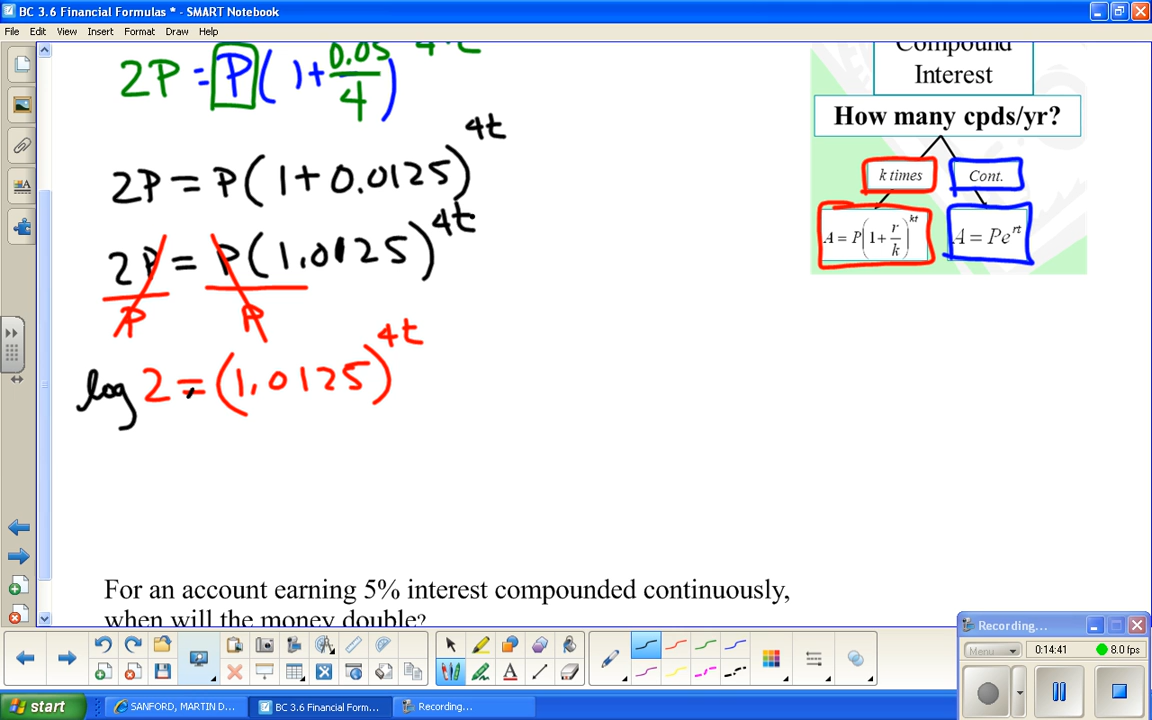 BC 3.6 Financial Formulas * - SMART Notebook
File Edit View Insert Format Draw Help
2P = P(1+0.05/4)^4t
2P = P(1+0.0125)^4t
2P = P(1.0125)^4t
P P
log 2 = (1.0125)^4t
Compound
Interest
How many cpds/yr?
k times Cont.
A = P(1+r/k)^kt A = Pe^rt
For an account earning 5% interest compounded continuously,
when will the money double?
Recording...
Menu 0:14:41 8.0 fps
start SANFORD, MARTIN D... BC 3.6 Financial Form... Recording...